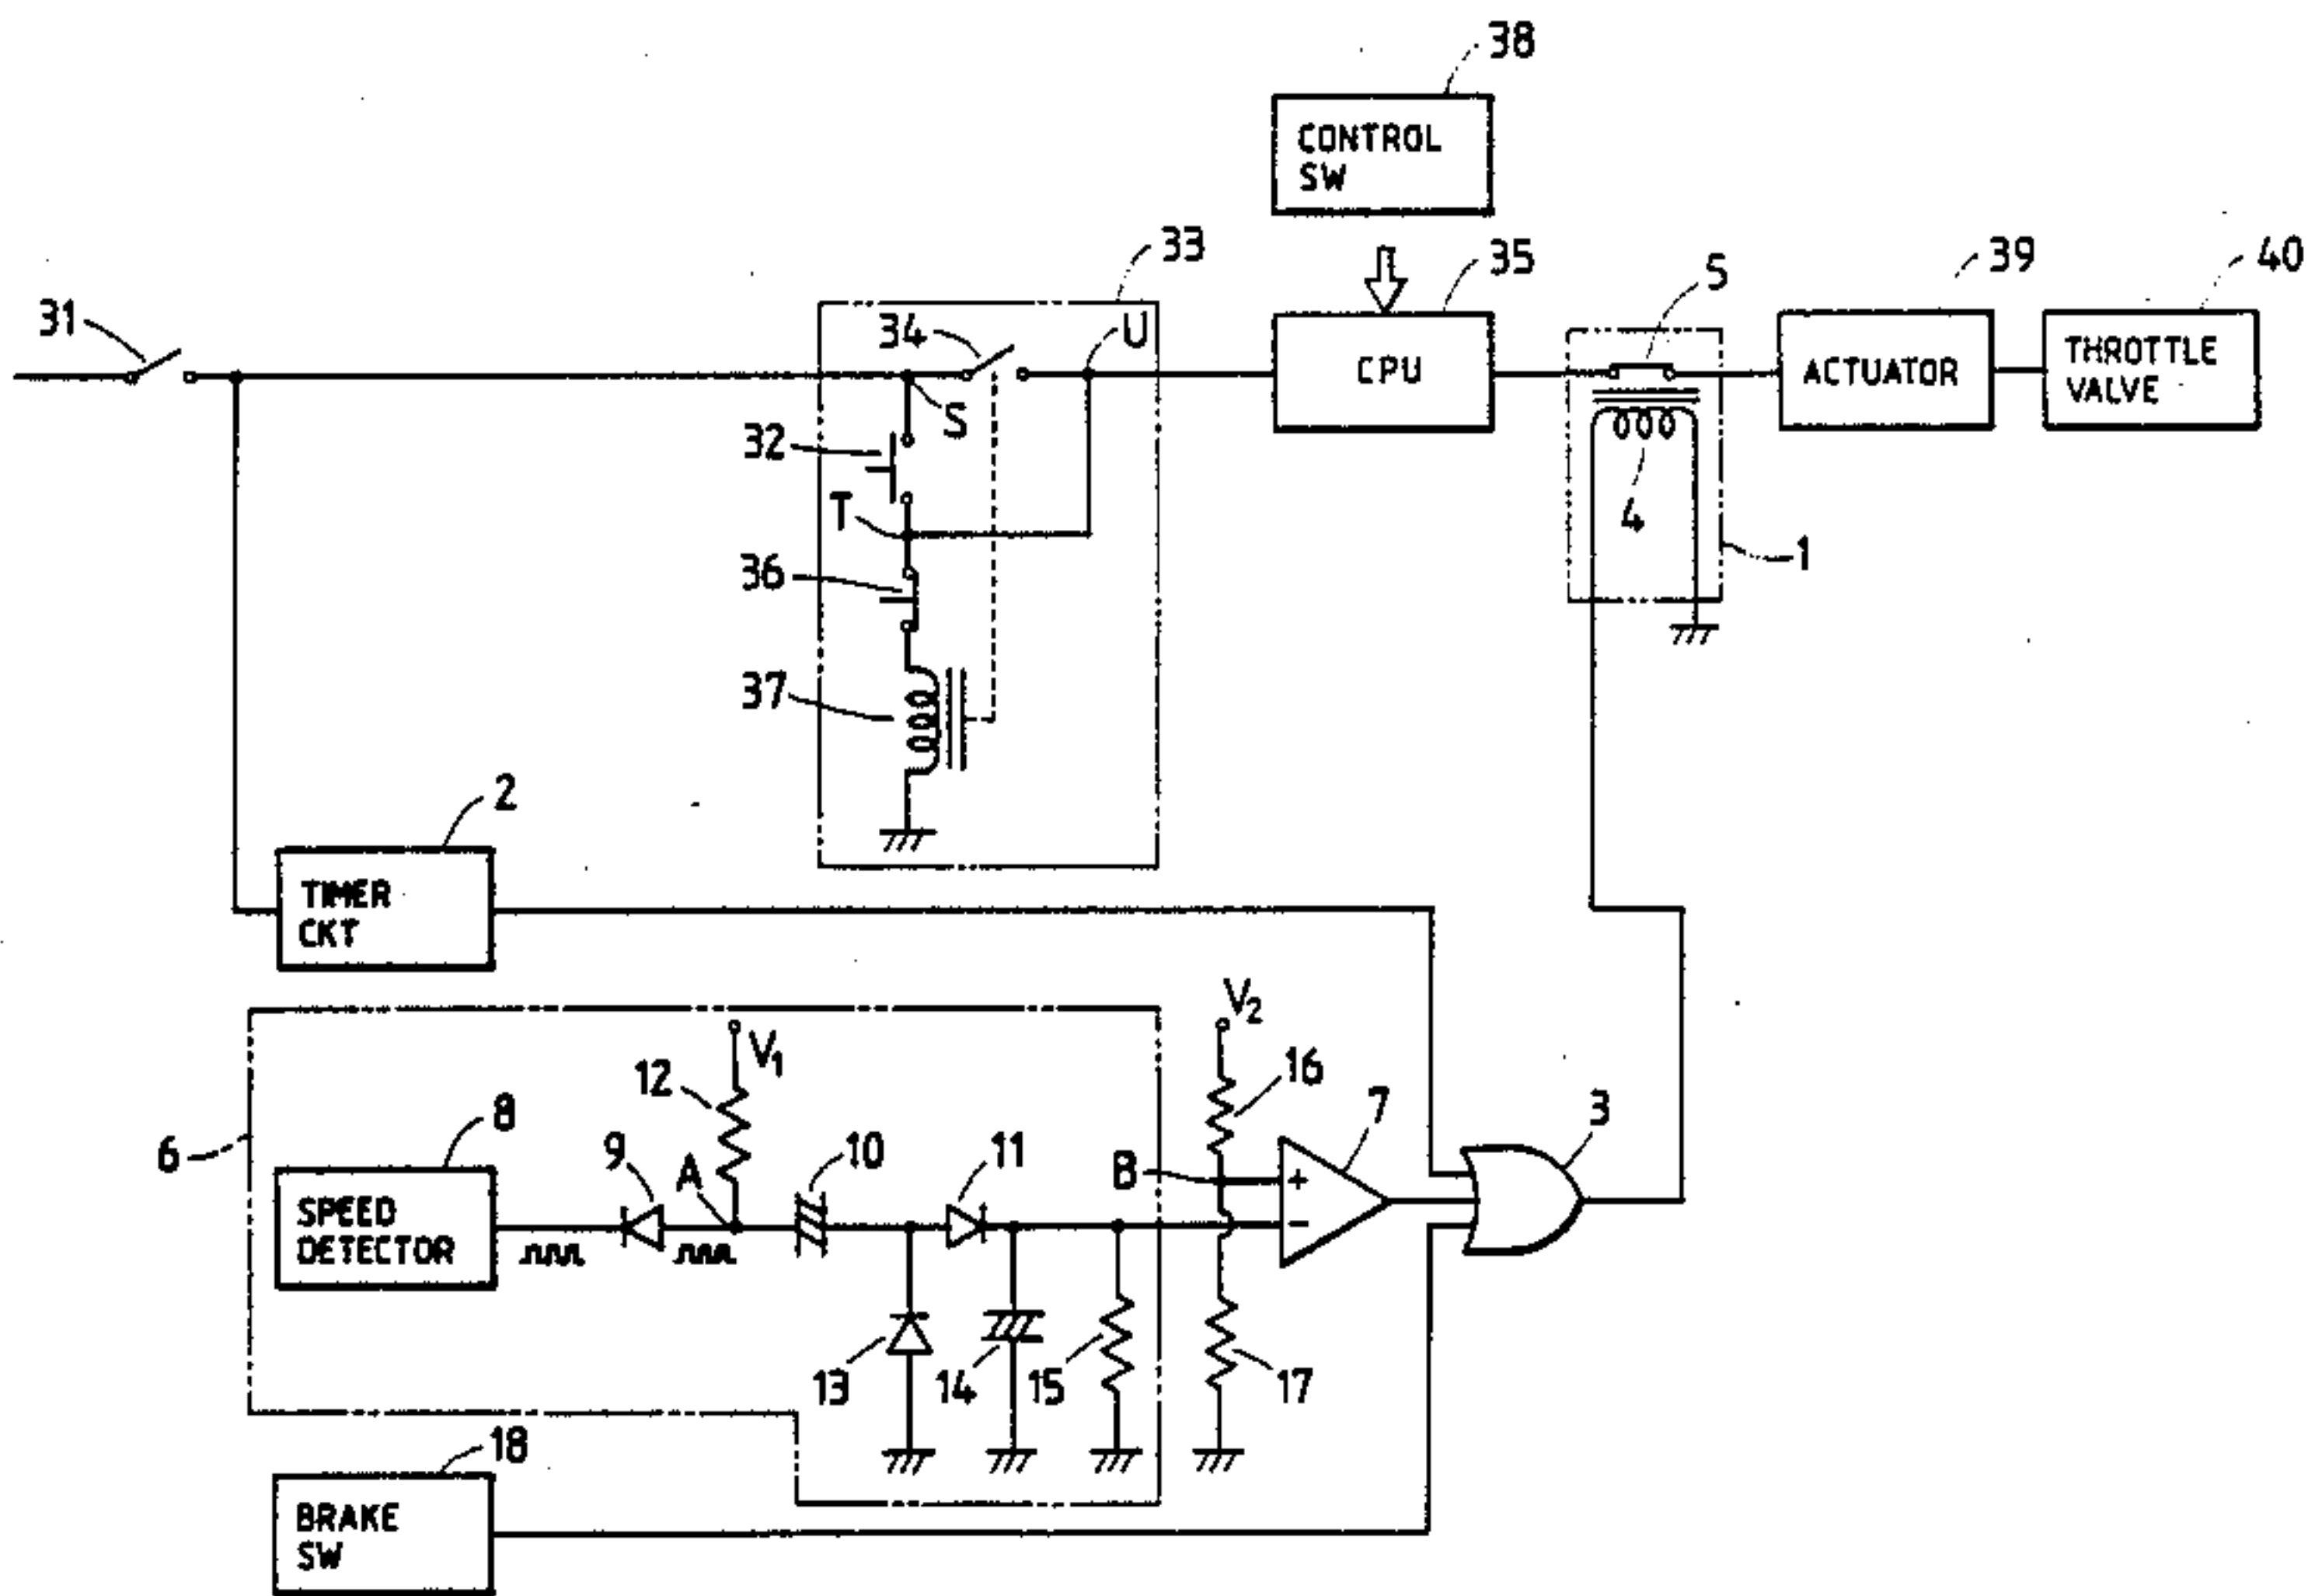 38
CONTROL
SW
33
35
S
39
40
31
34
U
CPU
ACTUATOR
THROTTLE
VALVE
S
32
T
4
36
1
37
2
TIMER
CKT
V2
V1
12
16
8
7
3
6
9
A
10
11
B
+
SPEED
DETECTOR
−
13
14
15
17
18
BRAKE
SW